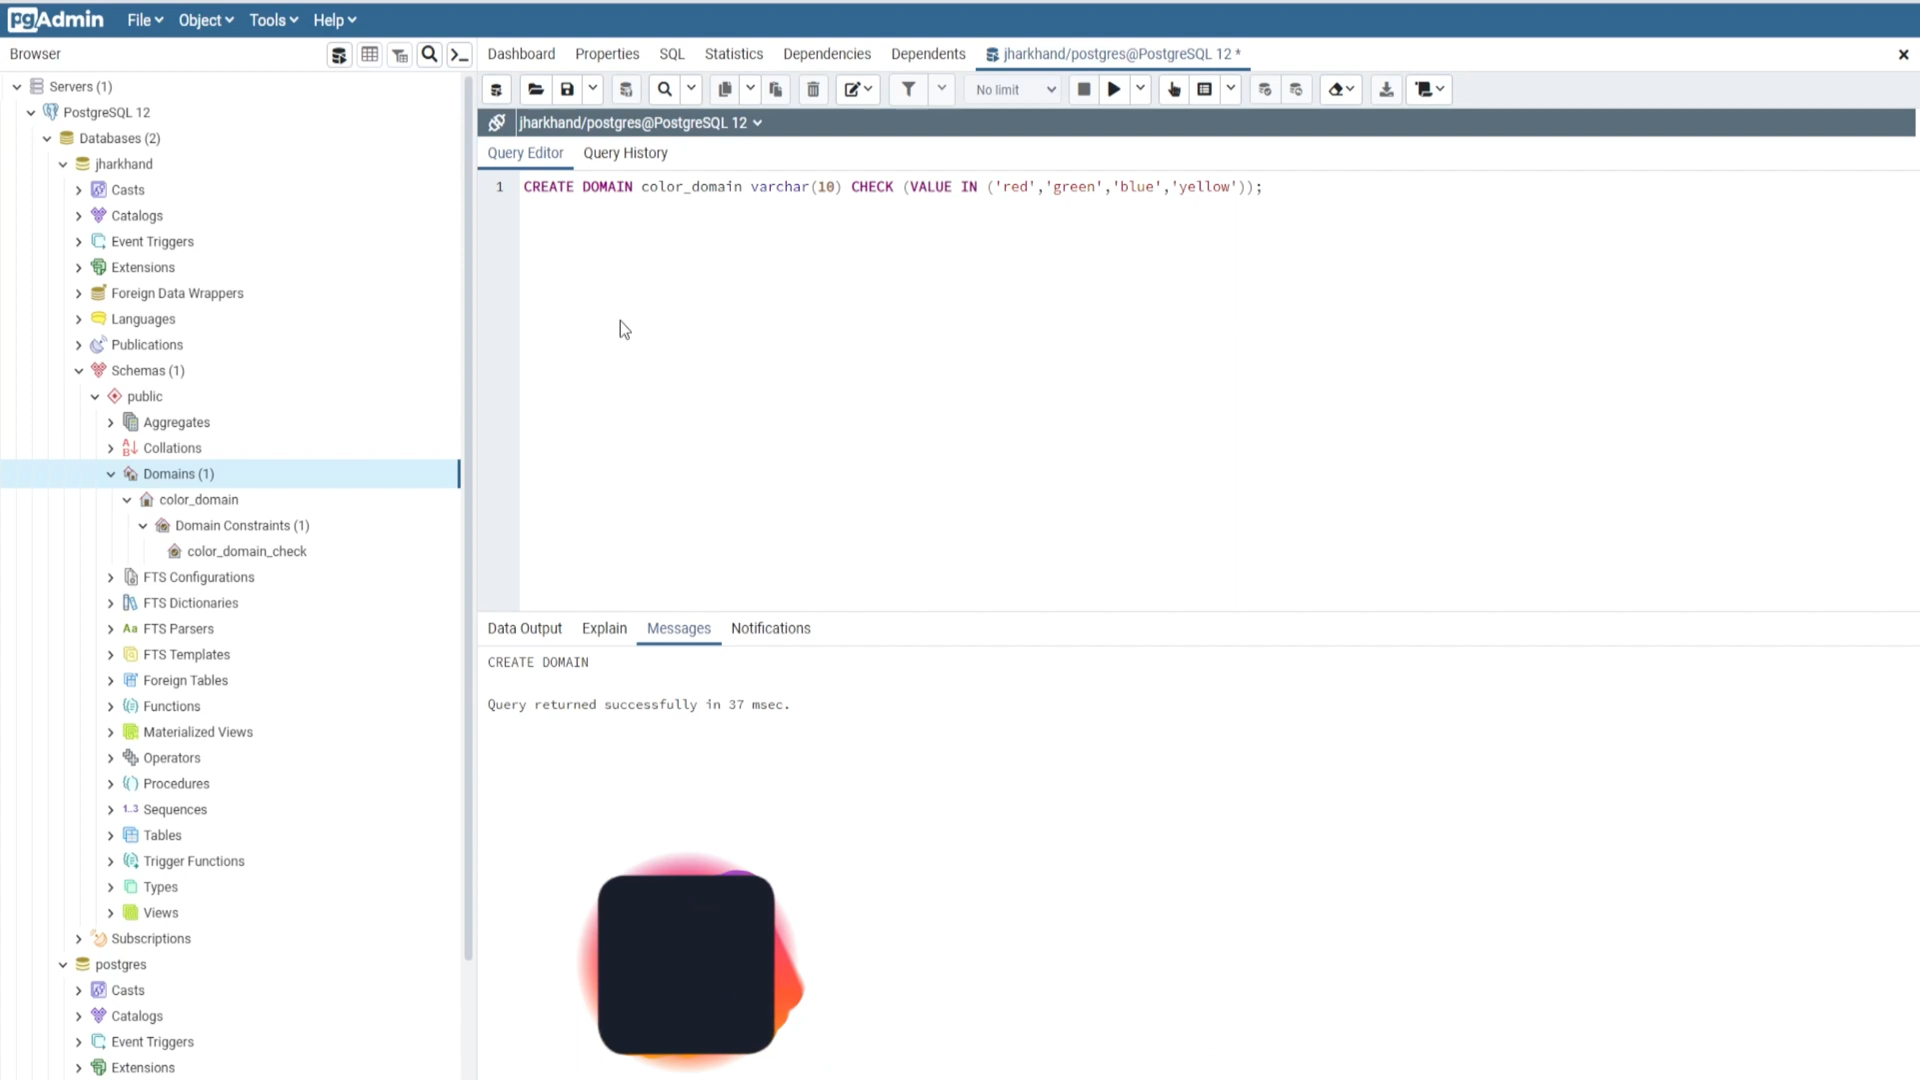 pgAdmin File Object Tools Help
Browser
Dashboard Properties SQL Statistics Dependencies Dependents jharkhand/postgres@PostgreSQL 12 *
No limit
jharkhand/postgres@PostgreSQL 12
Query Editor Query History
1 CREATE DOMAIN color_domain varchar(10) CHECK (VALUE IN ('red','green','blue','yellow'));
Servers (1)
PostgreSQL 12
Databases (2)
jharkhand
Casts
Catalogs
Event Triggers
Extensions
Foreign Data Wrappers
Languages
Publications
Schemas (1)
public
Aggregates
Collations
Domains (1)
color_domain
Domain Constraints (1)
color_domain_check
FTS Configurations
FTS Dictionaries
Aa FTS Parsers
FTS Templates
Foreign Tables
Functions
Materialized Views
Operators
Procedures
1..3 Sequences
Tables
Trigger Functions
Types
Views
Subscriptions
postgres
Casts
Catalogs
Event Triggers
Extensions
Data Output Explain Messages Notifications
CREATE DOMAIN
Query returned successfully in 37 msec.